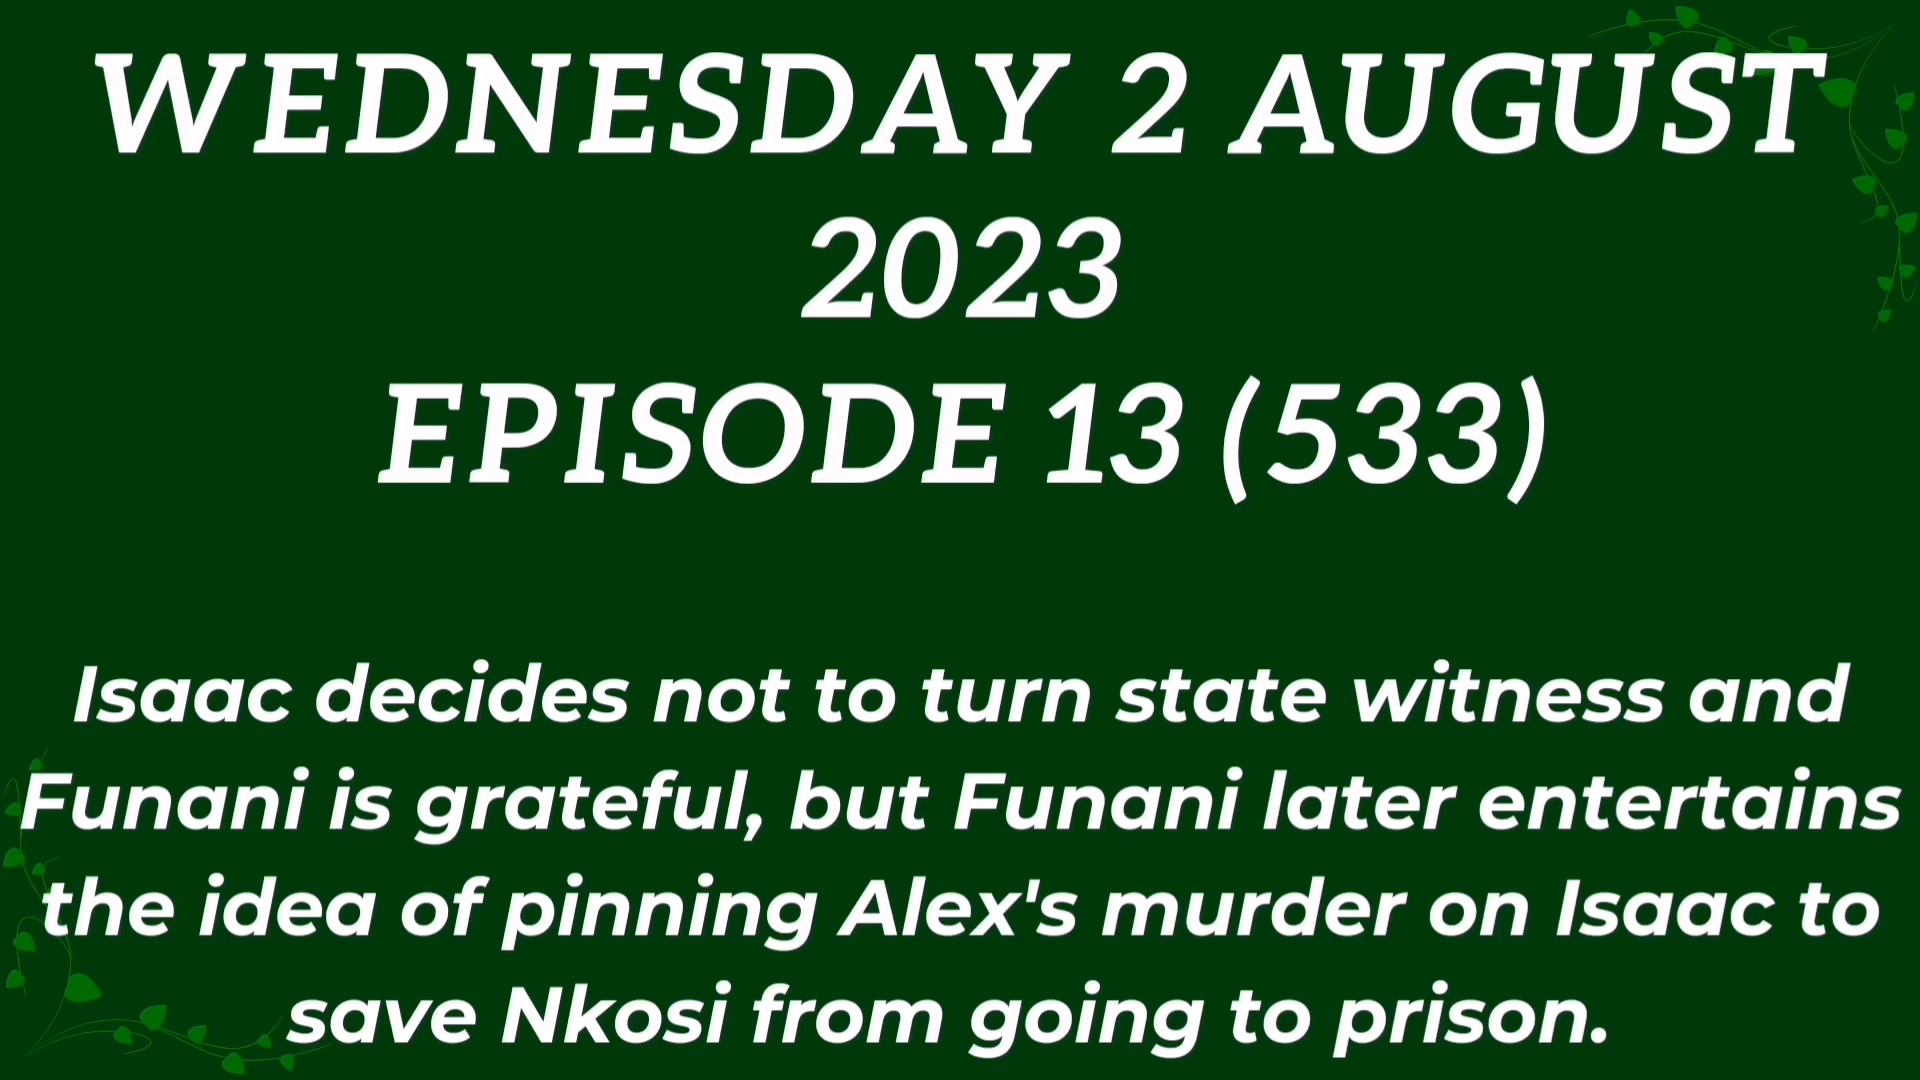 WEDNESDAY 2 AUGUST
2023
EPISODE 13 (533)
Isaac decides not to turn state witness and
Funani is grateful, but Funani later entertains
the idea of pinning Alex's murder on Isaac to
save Nkosi from going to prison.